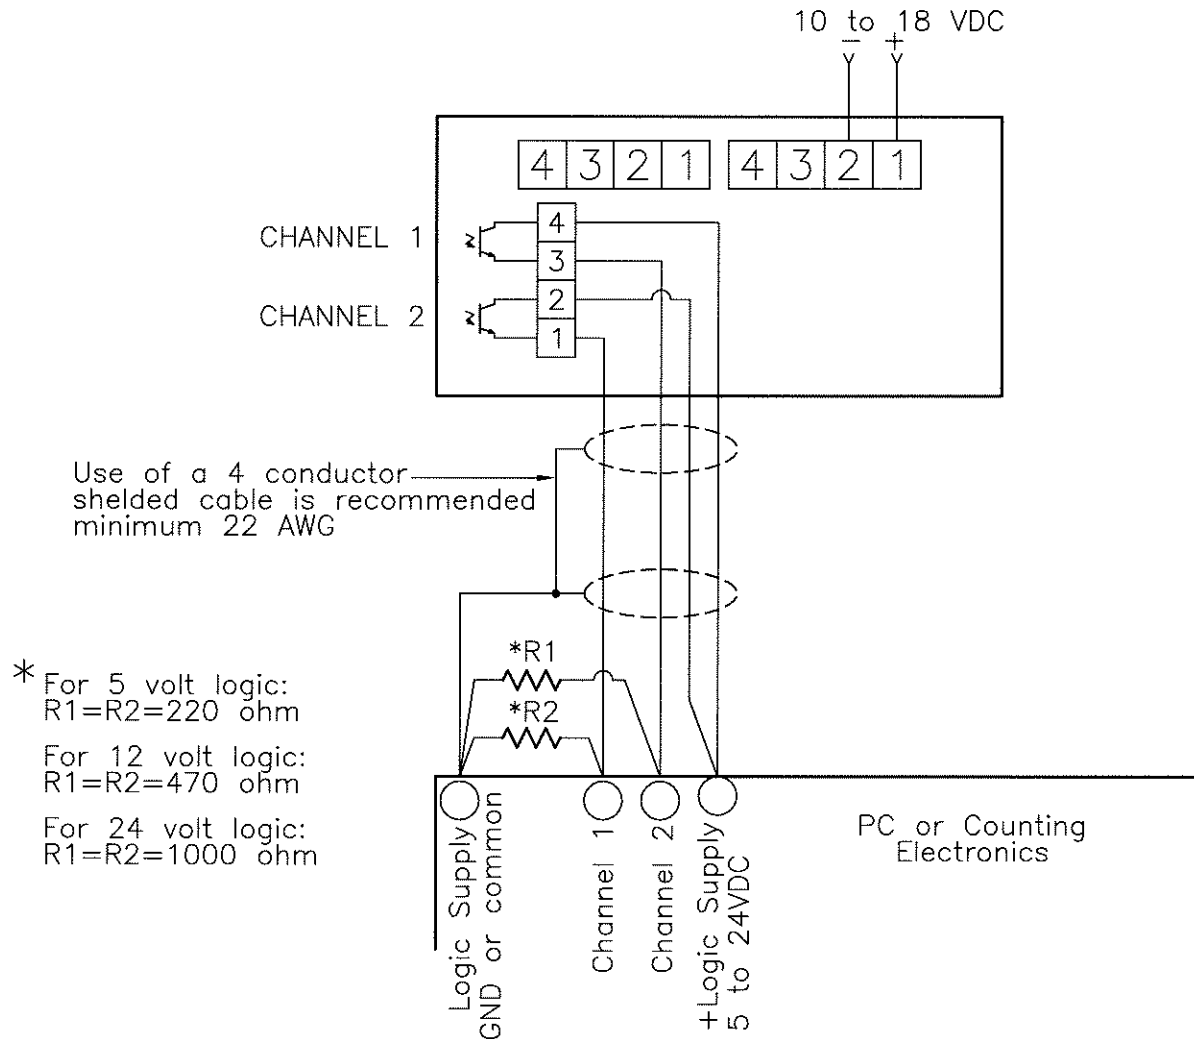 10 to 18 VDC
- +
4 3 2 1 4 3 2 1
CHANNEL 1
4
3
CHANNEL 2
2
1
Use of a 4 conductor
shelded cable is recommended
minimum 22 AWG
*R1
*R2
* For 5 volt logic:
R1=R2=220 ohm
For 12 volt logic:
R1=R2=470 ohm
For 24 volt logic:
R1=R2=1000 ohm
Logic Supply
GND or common
Channel 1
Channel 2
+Logic Supply
5 to 24VDC
PC or Counting
Electronics